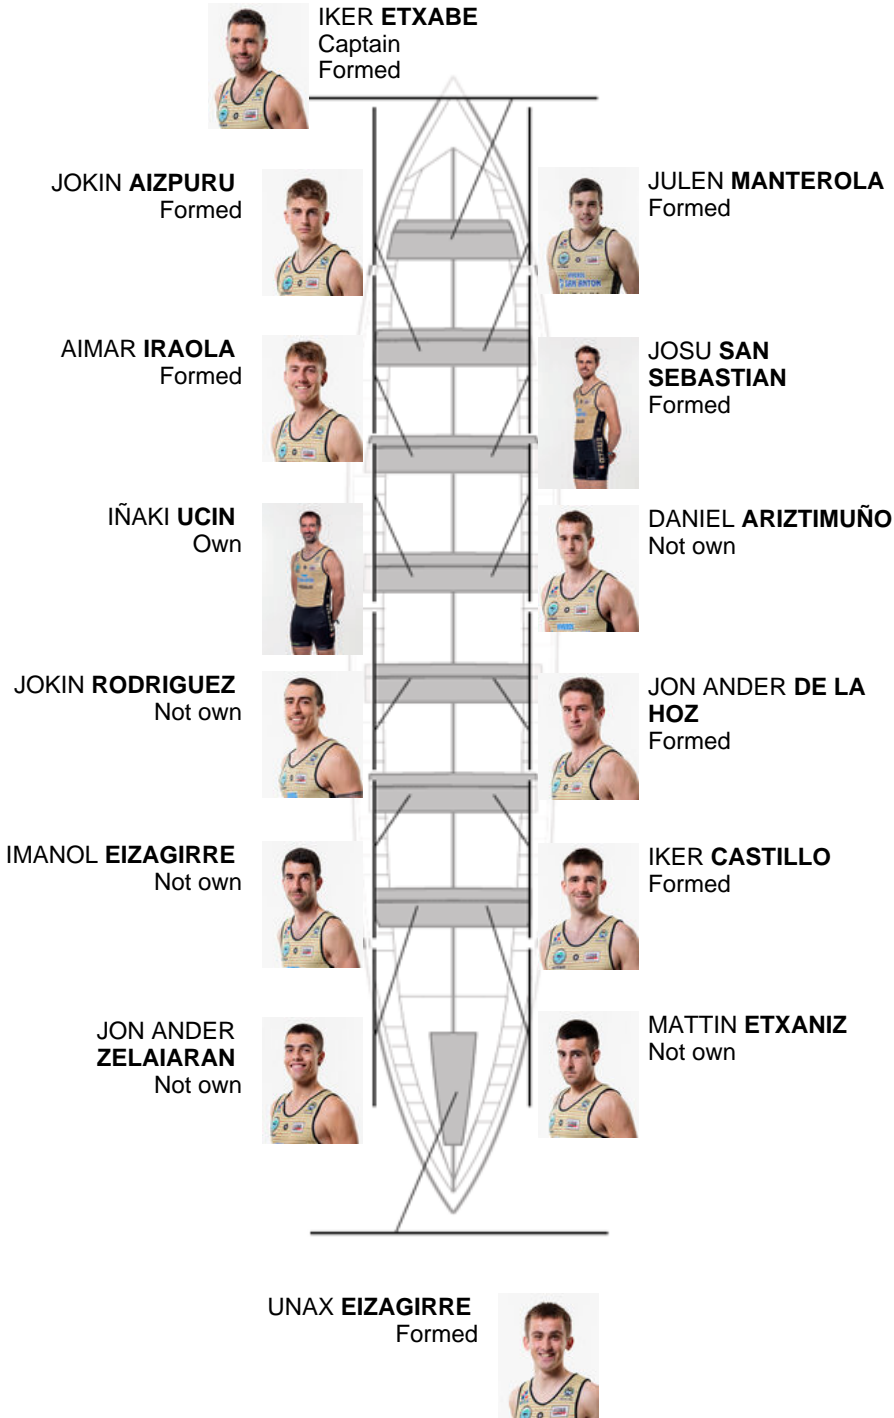 IKER ETXABE
Captain
Formed
JOKIN AIZPURU
Formed
JULEN MANTEROLA
Formed
AIMAR IRAOLA
Formed
JOSU SAN
SEBASTIAN
Formed
IÑAKI UCIN
Own
DANIEL ARIZTIMUÑO
Not own
JOKIN RODRIGUEZ
Not own
JON ANDER DE LA
HOZ
Formed
IMANOL EIZAGIRRE
Not own
IKER CASTILLO
Formed
JON ANDER
ZELAIARAN
Not own
MATTIN ETXANIZ
Not own
UNAX EIZAGIRRE
Formed
SAN ANTON